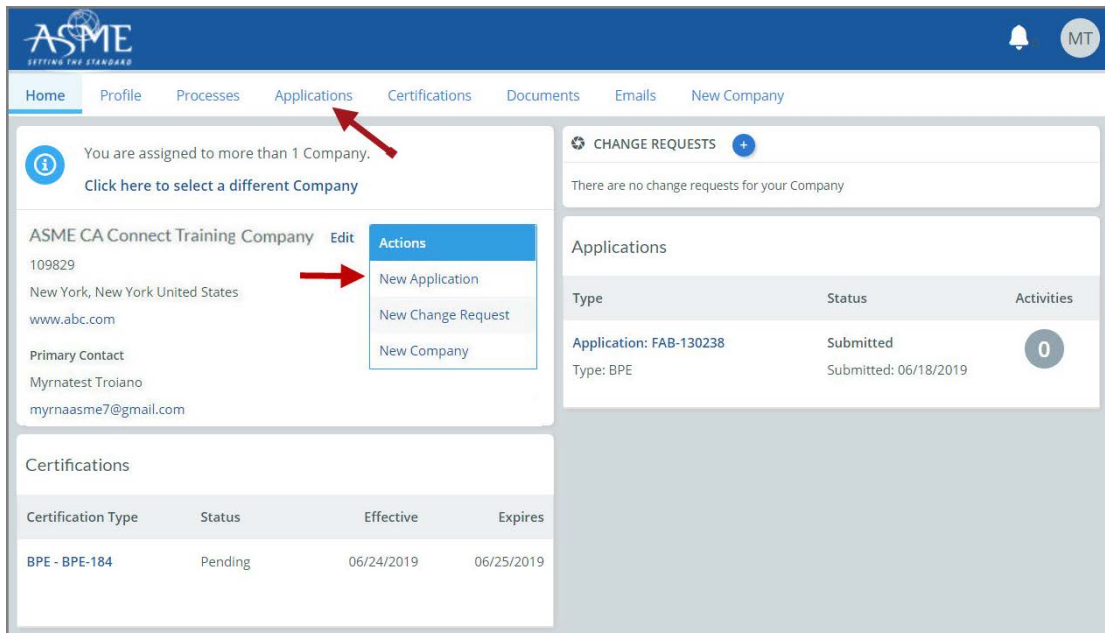 ASME
SETTING THE STANDARD
MT
Home Profile Processes Applications Certifications Documents Emails New Company
You are assigned to more than 1 Company.
Click here to select a different Company
ASME CA Connect Training Company Edit
109829
New York, New York United States
www.abc.com
Primary Contact
Myrnatest Troiano
myrnaasme7@gmail.com
Actions
New Application
New Change Request
New Company
Certifications
Certification Type Status Effective Expires
BPE - BPE-184 Pending 06/24/2019 06/25/2019
CHANGE REQUESTS +
There are no change requests for your Company
Applications
Type Status Activities
Application: FAB-130238 Submitted 0
Type: BPE Submitted: 06/18/2019